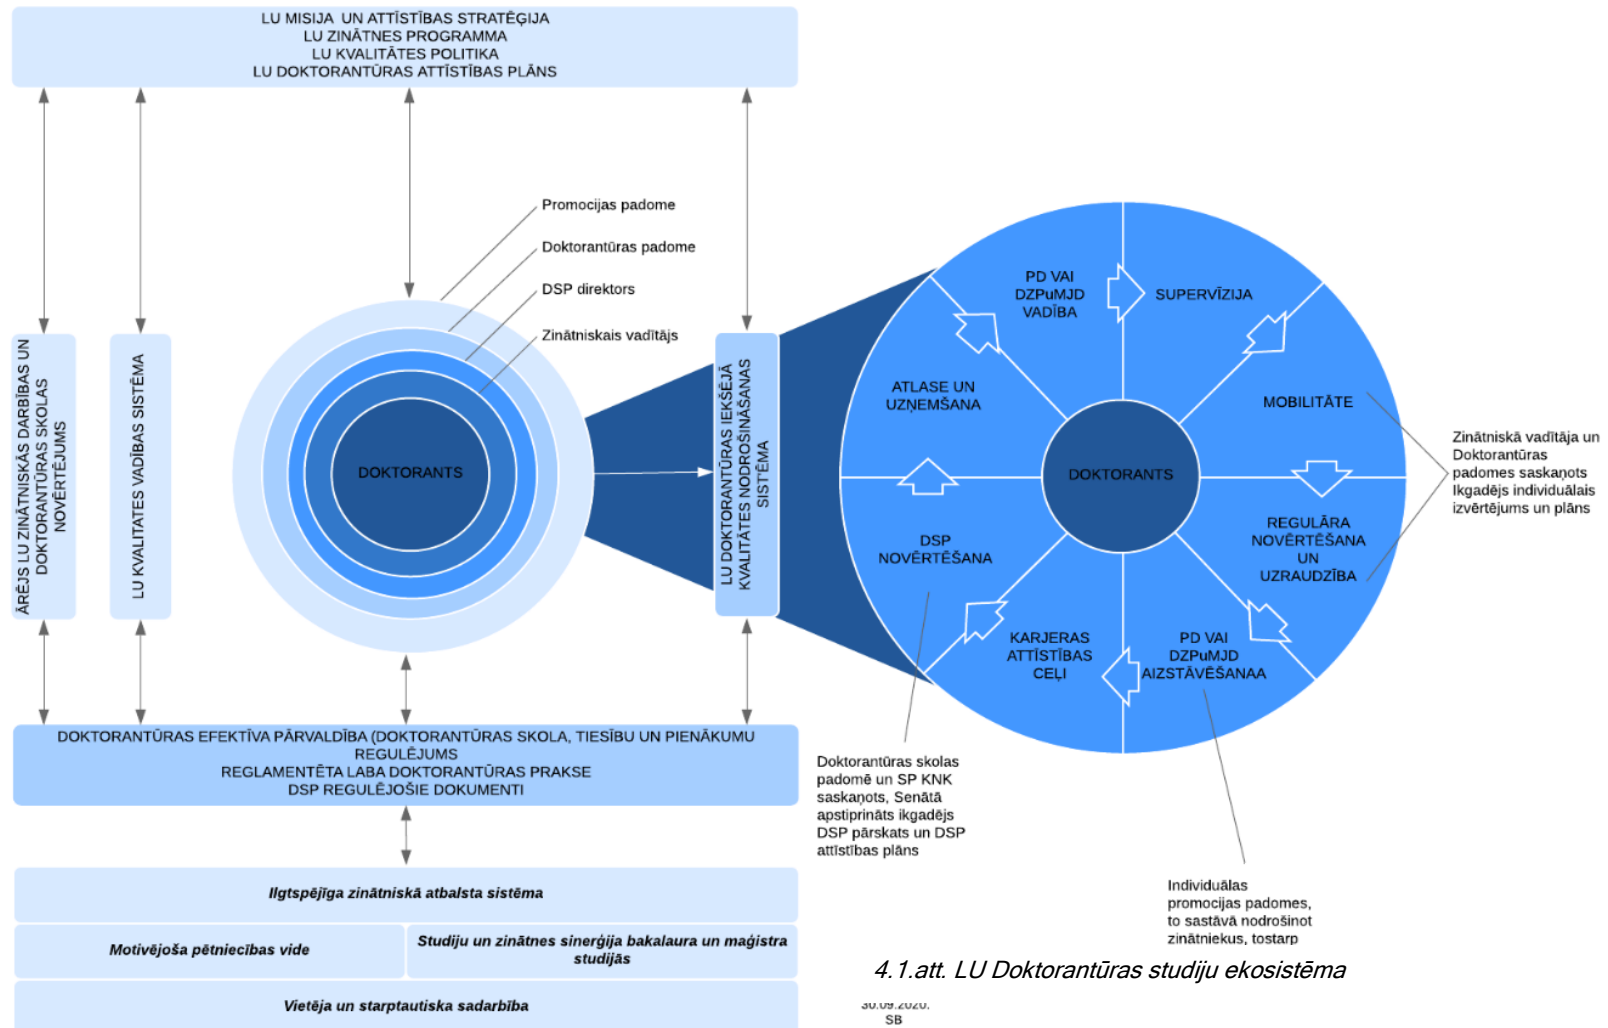 LU MISIJA UN ATTĪSTĪBAS STRATĒĢIJA
LU ZINĀTNES PROGRAMMA
LU KVALITĀTES POLITIKA
LU DOKTORANTŪRAS ATTĪSTĪBAS PLĀNS
Promocijas padome
Doktorantūras padome
DSP direktors
Zinātniskais vadītājs
ĀRĒJS LU ZINĀTNISKĀS DARBĪBAS UN
DOKTORANTŪRAS SKOLAS
NOVĒRTĒJUMS
LU KVALITATES VADĪBAS SISTĒMA
DOKTORANTS
LU DOKTORANTŪRAS IEKŠĒJĀ
KVALITĀTES NODROŠINĀŠANAS
SISTĒMA
PD VAI
DZPuMJD
VADĪBA
SUPERVĪZIJA
ATLASE UN
UZŅEMŠANA
MOBILITĀTE
DOKTORANTS
DSP
NOVĒRTĒŠANA
REGULĀRA
NOVĒRTĒŠANA
UN
UZRAUDZĪBA
KARJERAS
ATTĪSTĪBAS
CEĻI
PD VAI
DZPuMJD
AIZSTĀVĒŠANAA
Zinātniskā vadītāja un
Doktorantūras
padomes saskaņots
Ikgadējs individuālais
izvērtējums un plāns
DOKTORANTŪRAS EFEKTĪVA PĀRVALDĪBA (DOKTORANTŪRAS SKOLA, TIESĪBU UN PIENĀKUMU
REGULĒJUMS
REGLAMENTĒTA LABA DOKTORANTŪRAS PRAKSE
DSP REGULĒJOŠIE DOKUMENTI
Doktorantūras skolas
padomē un SP KNK
saskaņots, Senātā
apstiprināts ikgadējs
DSP pārskats un DSP
attīstības plāns
Individuālas
promocijas padomes,
to sastāvā nodrošinot
zinātniekus, tostarp
Ilgtspējīga zinātniskā atbalsta sistēma
Motivējoša pētniecības vide
Studiju un zinātnes sinerģija bakalaura un maģistra
studijās
Vietēja un starptautiska sadarbība
4.1.att. LU Doktorantūras studiju ekosistēma
30.09.2020.
SB